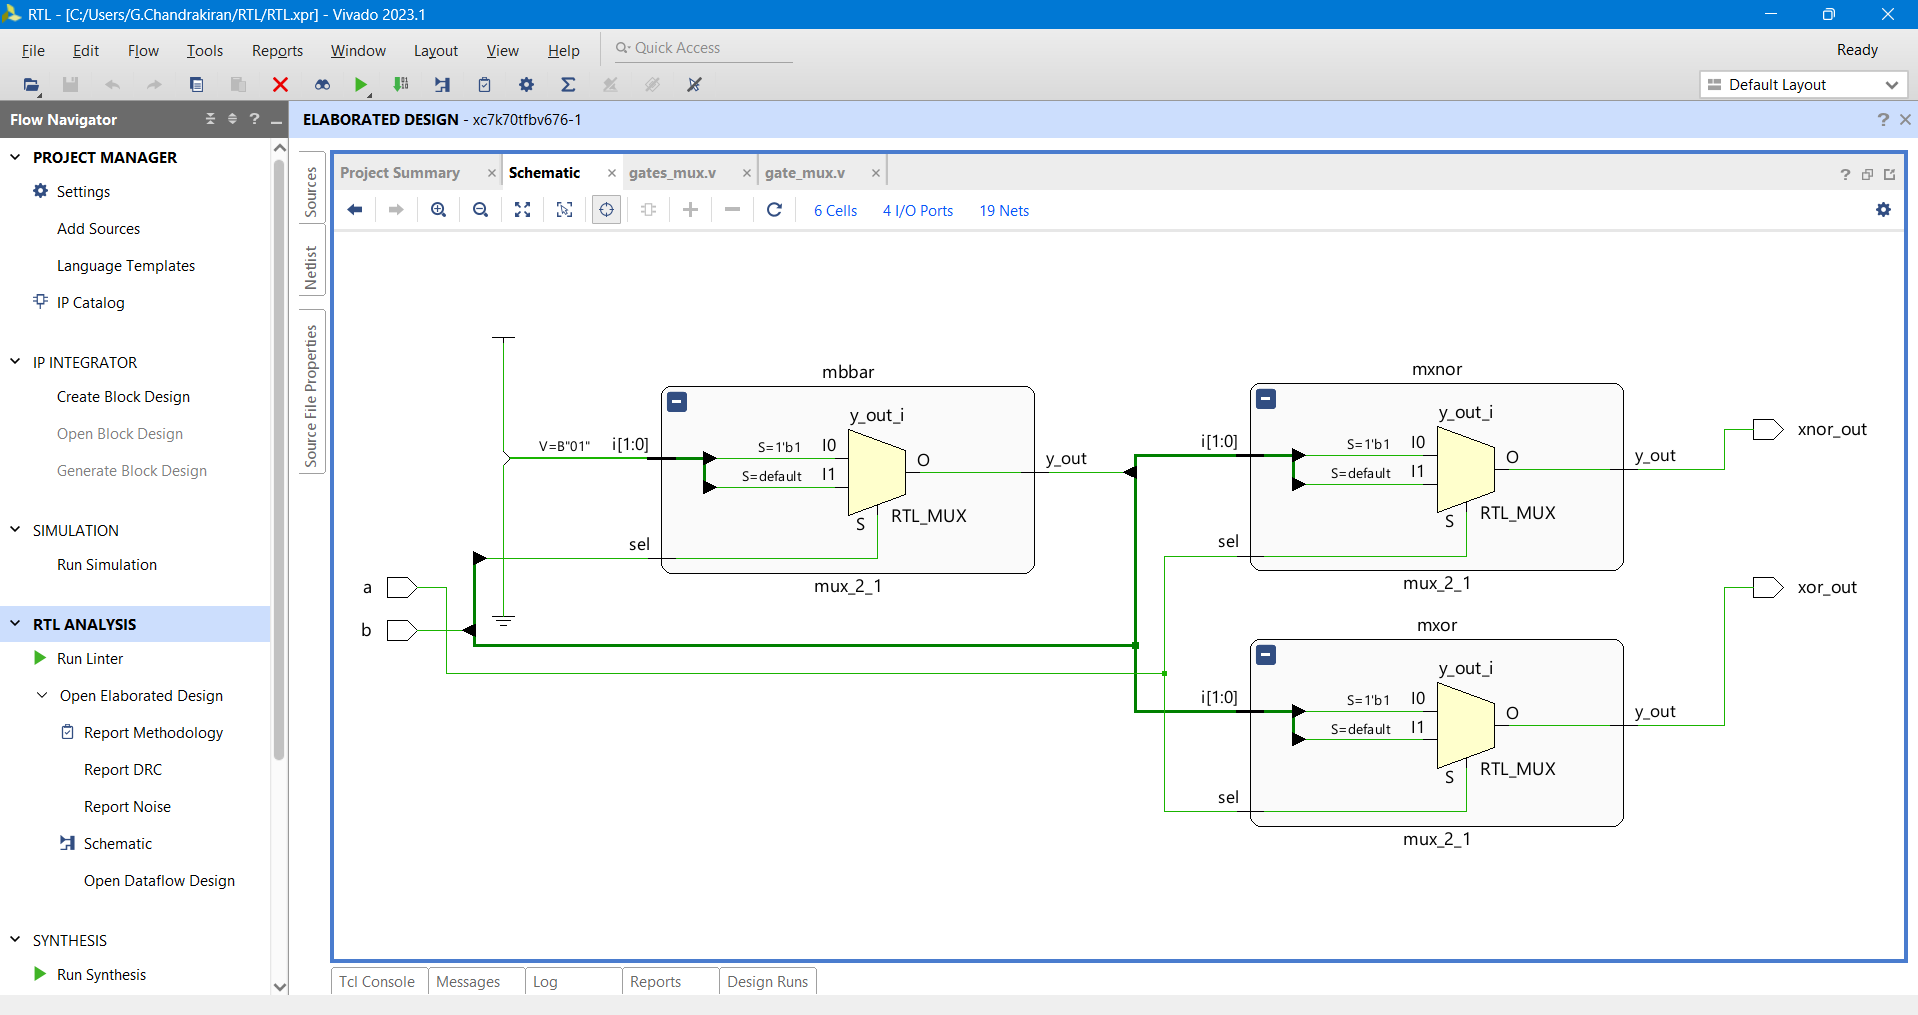 RTL - [C:/Users/G.Chandrakiran/RTL/RTL.xpr] - Vivado 2023.1
File Edit Flow Tools Reports Window Layout View Help Quick Access Ready
Default Layout
Flow Navigator ?
ELABORATED DESIGN - xc7k70tfbv676-1 ?
PROJECT MANAGER
Settings
Add Sources
Language Templates
IP Catalog
IP INTEGRATOR
Create Block Design
Open Block Design
Generate Block Design
SIMULATION
Run Simulation
RTL ANALYSIS
Run Linter
Open Elaborated Design
Report Methodology
Report DRC
Report Noise
Schematic
Open Dataflow Design
SYNTHESIS
Run Synthesis
Sources
Netlist
Source File Properties
Project Summary Schematic gates_mux.v gate_mux.v ?
6 Cells 4 I/O Ports 19 Nets
mbbar
y_out_i
V=B"01" i[1:0] S=1'b1 I0
S=default I1
O
y_out
S RTL_MUX
sel
mux_2_1
a
b
mxnor
y_out_i
i[1:0] S=1'b1 I0
S=default I1
O
y_out
xnor_out
S RTL_MUX
sel
mux_2_1
mxor
y_out_i
i[1:0] S=1'b1 I0
S=default I1
O
y_out
xor_out
S RTL_MUX
sel
mux_2_1
Tcl Console Messages Log Reports Design Runs